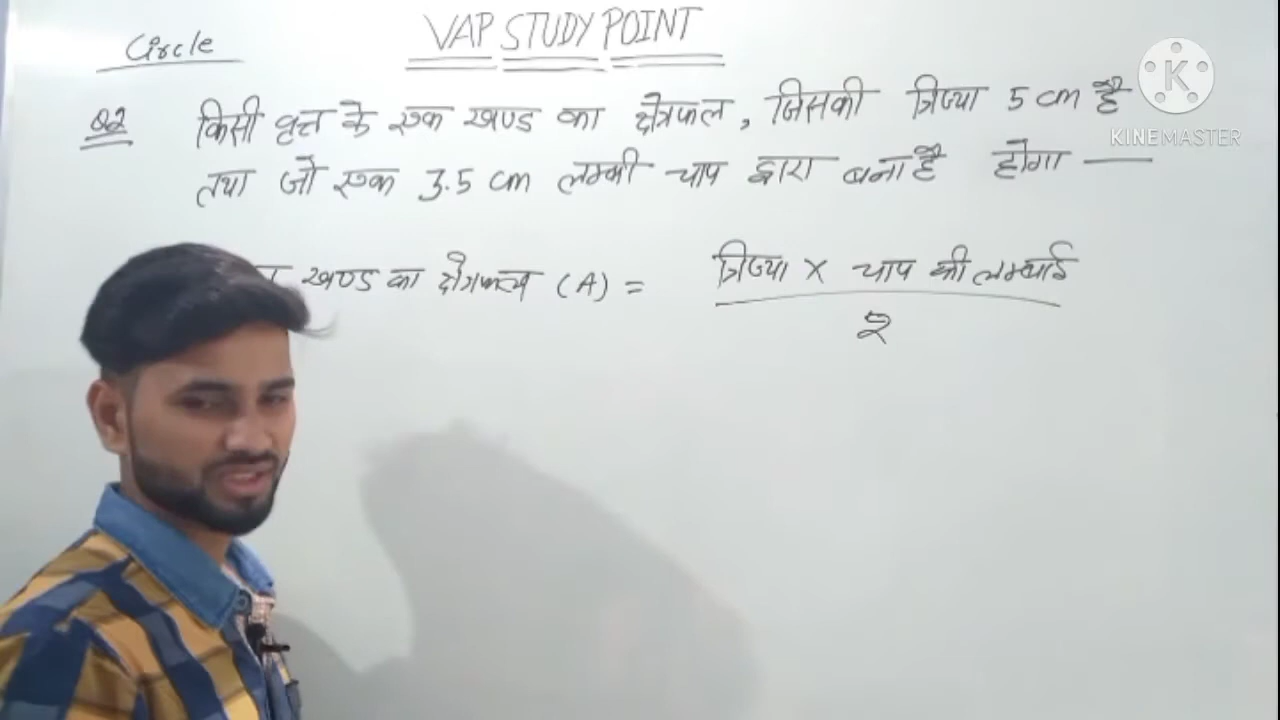 Circle
VAP STUDY POINT
Q2 किसी वृत्त के एक खण्ड का क्षेत्रफल, जिसकी त्रिज्या 5 cm है
तथा जो एक 3.5 cm लम्बी चाप द्वारा बना है होगा —
खण्ड का क्षेत्रफल (A) = त्रिज्या × चाप की लम्बाई
2
K
KINEMASTER